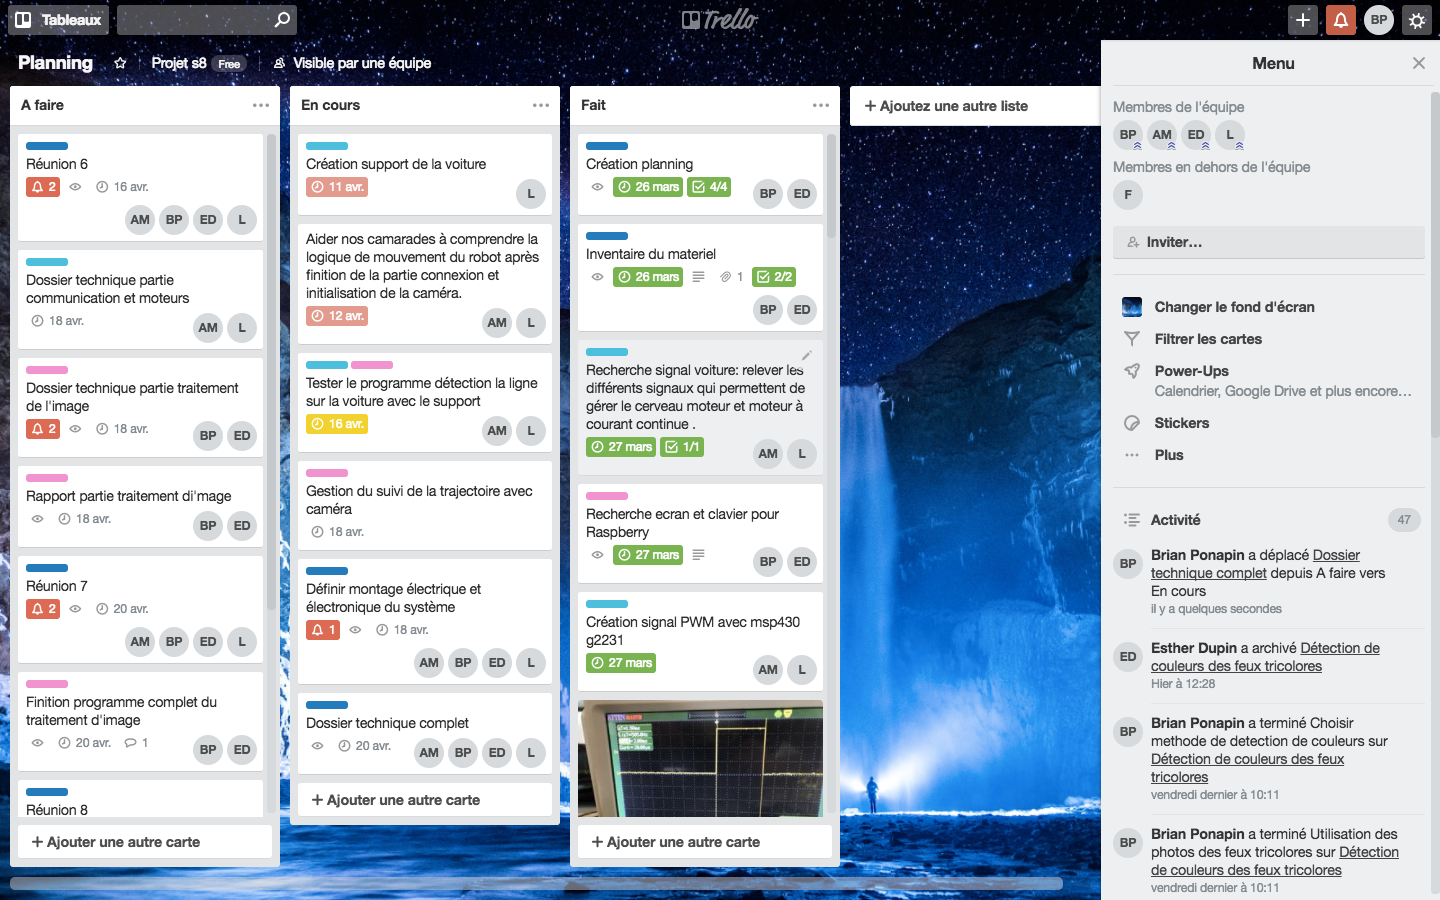 Tableaux
Trello
BP
Planning
Projet s8
Free
Visible par une équipe
A faire
Réunion 6
2
16 avr.
AM
BP
ED
L
Dossier technique partie
communication et moteurs
18 avr.
AM
L
Dossier technique partie traitement
de l'image
2
18 avr.
BP
ED
Rapport partie traitement di'mage
18 avr.
BP
ED
Réunion 7
2
20 avr.
AM
BP
ED
L
Finition programme complet du
traitement d'image
20 avr.
1
BP
ED
Réunion 8
+ Ajouter une autre carte
En cours
Création support de la voiture
11 avr.
L
Aider nos camarades à comprendre la
logique de mouvement du robot après
finition de la partie connexion et
initialisation de la caméra.
12 avr.
AM
L
Tester le programme détection la ligne
sur la voiture avec le support
16 avr.
AM
L
Gestion du suivi de la trajectoire avec
caméra
18 avr.
Définir montage électrique et
électronique du système
1
18 avr.
AM
BP
ED
L
Dossier technique complet
20 avr.
AM
BP
ED
L
+ Ajouter une autre carte
Fait
Création planning
26 mars
4/4
BP
ED
Inventaire du materiel
26 mars
1
2/2
BP
ED
Recherche signal voiture: relever les
différents signaux qui permettent de
gérer le cerveau moteur et moteur à
courant continue .
27 mars
1/1
AM
L
Recherche ecran et clavier pour
Raspberry
27 mars
BP
ED
Création signal PWM avec msp430
g2231
27 mars
AM
L
+ Ajouter une autre carte
+ Ajoutez une autre liste
Menu
Membres de l'équipe
BP
AM
ED
L
Membres en dehors de l'équipe
F
Inviter…
Changer le fond d'écran
Filtrer les cartes
Power-Ups
Calendrier, Google Drive et plus encore…
Stickers
Plus
Activité
47
BP
Brian Ponapin a déplacé Dossier
technique complet depuis A faire vers
En cours
il y a quelques secondes
ED
Esther Dupin a archivé Détection de
couleurs des feux tricolores
Hier à 12:28
BP
Brian Ponapin a terminé Choisir
methode de detection de couleurs sur
Détection de couleurs des feux
tricolores
vendredi dernier à 10:11
BP
Brian Ponapin a terminé Utilisation des
photos des feux tricolores sur Détection
de couleurs des feux tricolores
vendredi dernier à 10:11